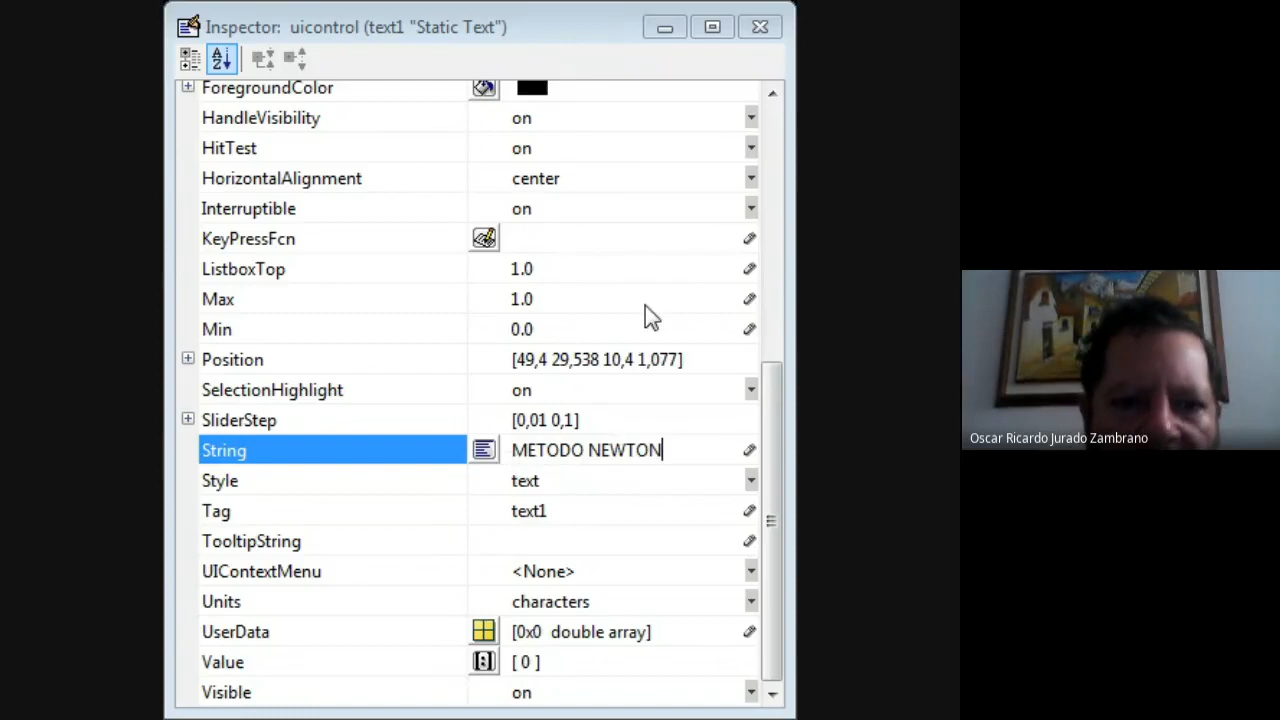 Inspector: uicontrol (text1 "Static Text")
ForegroundColor
HandleVisibility on
HitTest on
HorizontalAlignment center
Interruptible on
KeyPressFcn
ListboxTop 1.0
Max 1.0
Min 0.0
Position [49,4 29,538 10,4 1,077]
SelectionHighlight on
SliderStep [0,01 0,1]
String METODO NEWTON
Style text
Tag text1
TooltipString
UIContextMenu <None>
Units characters
UserData [0x0 double array]
Value [ 0 ]
Visible on
Oscar Ricardo Jurado Zambrano